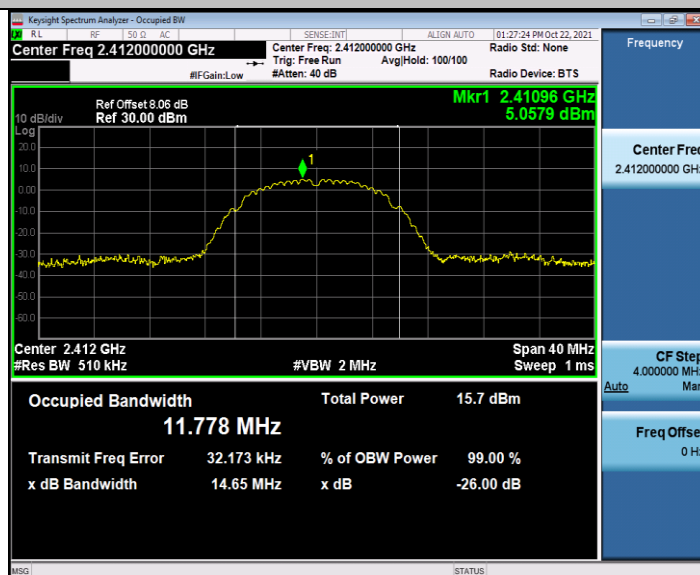 Keysight Spectrum Analyzer - Occupied BW
LXI RL RF 50 Ω AC SENSE:INT ALIGN AUTO 01:27:24 PM Oct 22, 2021
Center Freq 2.412000000 GHz
Center Freq: 2.412000000 GHz
Radio Std: None
Trig: Free Run Avg|Hold: 100/100
#IFGain:Low
#Atten: 40 dB
Radio Device: BTS
Ref Offset 8.06 dB
10 dB/div Ref 30.00 dBm
Mkr1 2.41096 GHz
5.0579 dBm
Log
20.0
10.0
0.00
-10.0
-20.0
-30.0
-40.0
-50.0
-60.0
1
Center 2.412 GHz
Span 40 MHz
#Res BW 510 kHz
#VBW 2 MHz
Sweep 1 ms
Occupied Bandwidth
11.778 MHz
Total Power 15.7 dBm
Transmit Freq Error 32.173 kHz
% of OBW Power 99.00 %
x dB Bandwidth 14.65 MHz
x dB -26.00 dB
MSG
STATUS
Frequency
Center Freq
2.412000000 GHz
CF Step
4.000000 MHz
Auto Man
Freq Offset
0 Hz